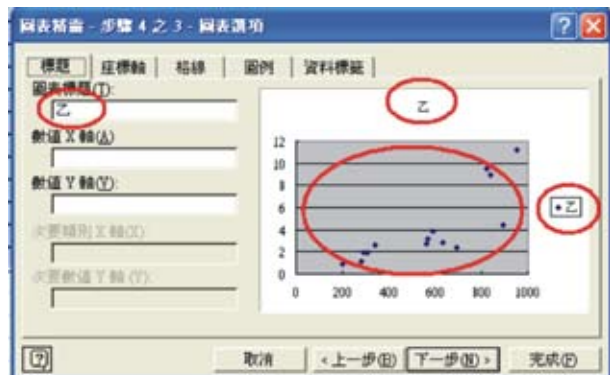 圖表精靈 - 步驟 4 之 3 - 圖表選項
標題 座標軸 格線 圖例 資料標籤
圖表標題(T):
乙
數值 X 軸(A)
數值 Y 軸(Y):
次要類別 X 軸(X)
次要數值 Y 軸 (Y):
乙
12
10
8
6
4
2
0
0 200 400 600 800 1000
乙
取消 <上一步(B) 下一步(N)> 完成(F)